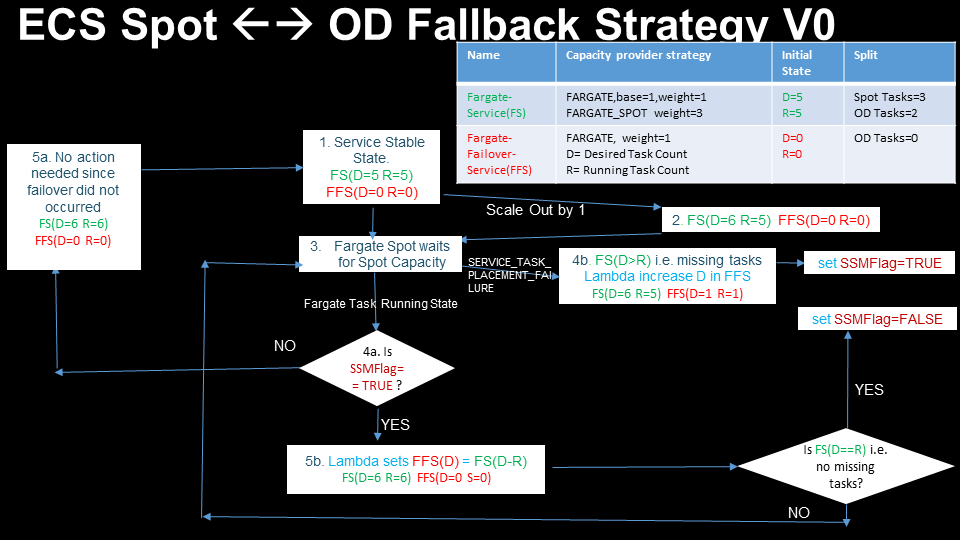 ECS Spot ←→ OD Fallback Strategy V0
Name
Capacity provider strategy
Initial
State
Split
Fargate-
Service(FS)
FARGATE,base=1,weight=1
FARGATE_SPOT weight=3
D=5
R=5
Spot Tasks=3
OD Tasks=2
Fargate-
Failover-
Service(FFS)
FARGATE, weight=1
D= Desired Task Count
R= Running Task Count
D=0
R=0
OD Tasks=0
5a. No action
needed since
failover did not
occurred
FS(D=6 R=6)
FFS(D=0 R=0)
1. Service Stable
State.
FS(D=5 R=5)
FFS(D=0 R=0)
Scale Out by 1
2. FS(D=6 R=5) FFS(D=0 R=0)
3. Fargate Spot waits
for Spot Capacity
SERVICE_TASK_
PLACEMENT_FAI
LURE
4b. FS(D>R) i.e. missing tasks
Lambda increase D in FFS
FS(D=6 R=5) FFS(D=1 R=1)
set SSMFlag=TRUE
Fargate Task Running State
set SSMFlag=FALSE
NO
4a. Is
SSMFlag=
= TRUE ?
YES
YES
5b. Lambda sets FFS(D) = FS(D-R)
FS(D=6 R=6) FFS(D=0 S=0)
Is FS(D==R) i.e.
no missing
tasks?
NO